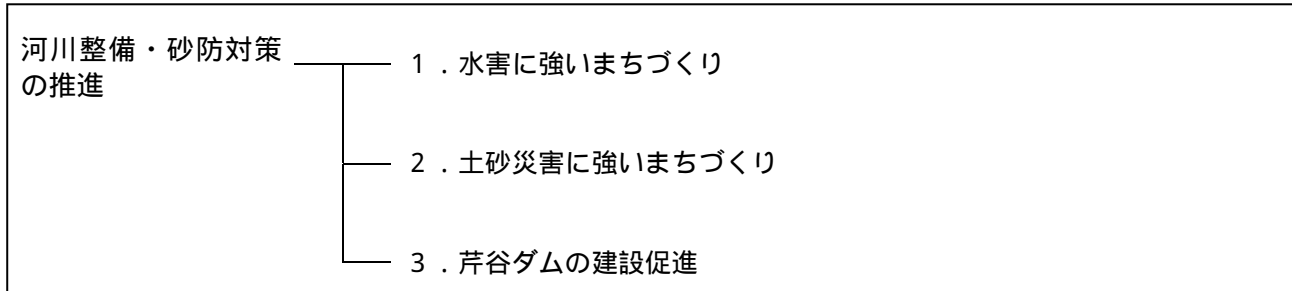 河川整備・砂防対策
の推進
1．水害に強いまちづくり
2．土砂災害に強いまちづくり
3．芹谷ダムの建設促進